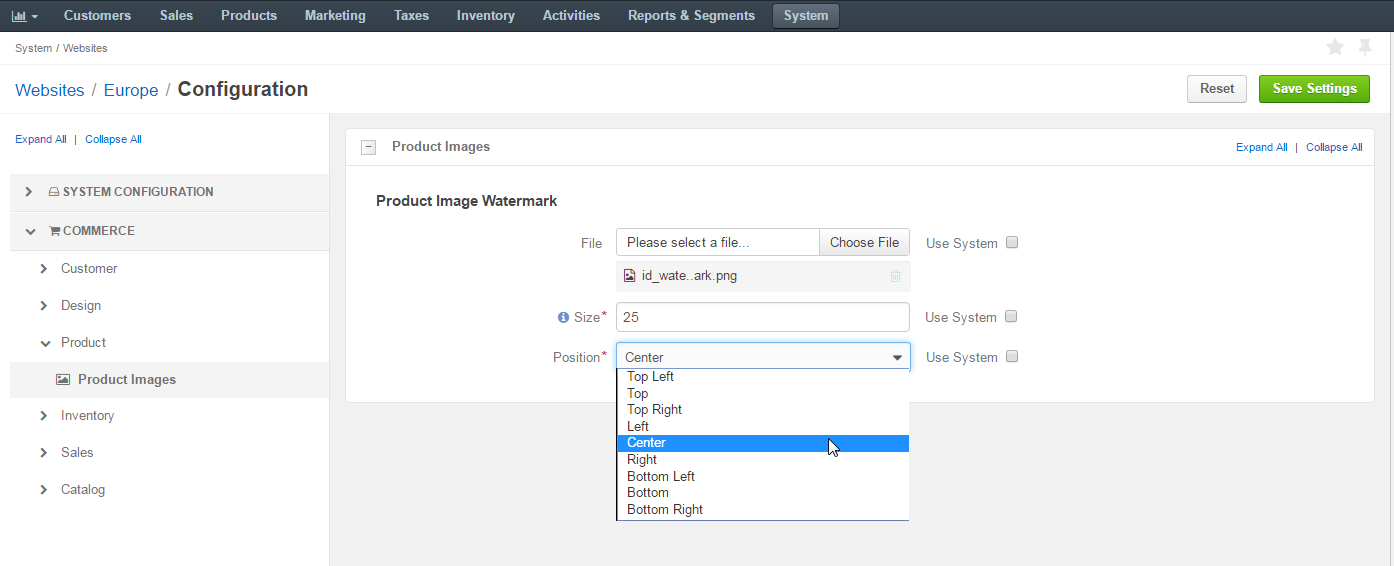 Customers Sales Products Marketing Taxes Inventory Activities Reports & Segments System
System / Websites
Websites / Europe / Configuration Reset Save Settings
Expand All | Collapse All
SYSTEM CONFIGURATION
COMMERCE
Customer
Design
Product
Product Images
Inventory
Sales
Catalog
Product Images Expand All | Collapse All
Product Image Watermark
File Please select a file... Choose File Use System
id_wate..ark.png
Size* 25 Use System
Position* Center Use System
Top Left
Top
Top Right
Left
Center
Right
Bottom Left
Bottom
Bottom Right